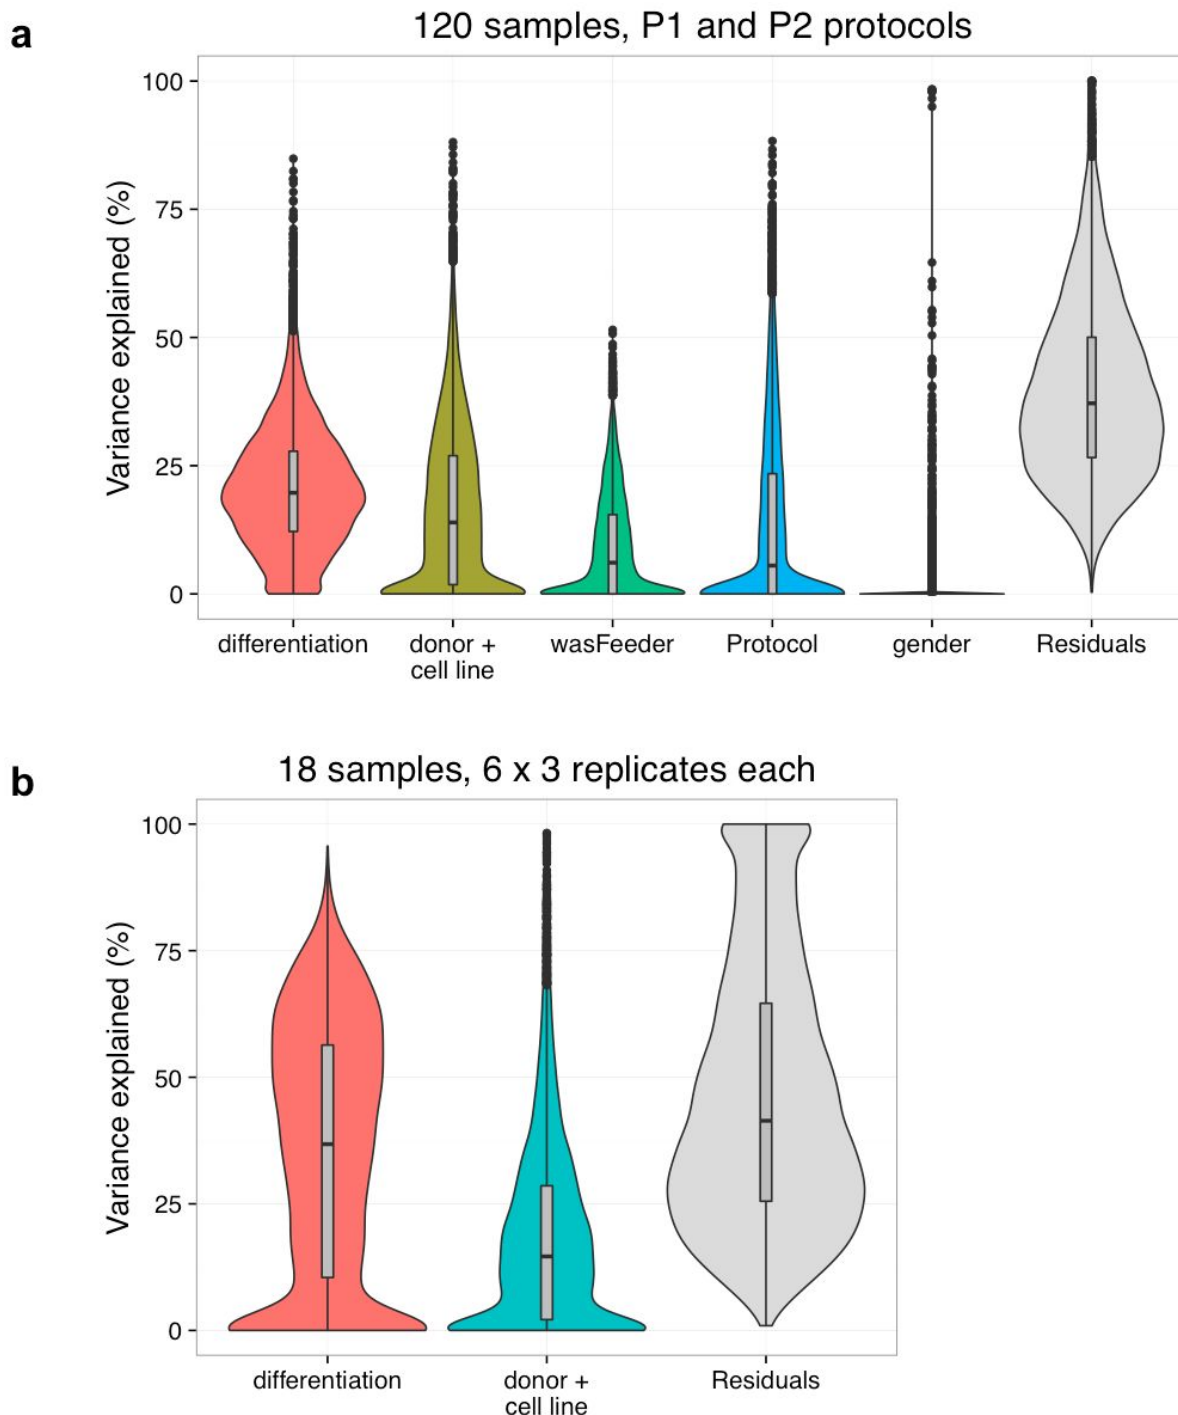 a
120 samples, P1 and P2 protocols
Variance explained (%)
100
75
50
25
0
differentiation
donor +
cell line
wasFeeder
Protocol
gender
Residuals
b
18 samples, 6 x 3 replicates each
Variance explained (%)
100
75
50
25
0
differentiation
donor +
cell line
Residuals